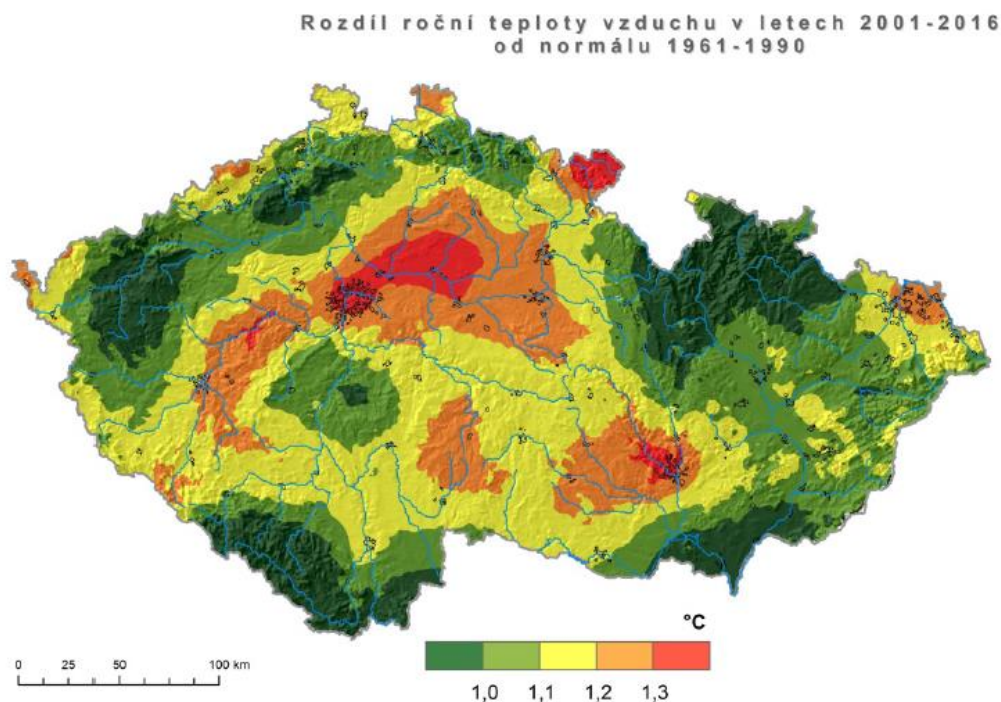 Rozdíl roční teploty vzduchu v letech 2001-2016
od normálu 1961-1990
°C
0 25 50 100 km
1,0 1,1 1,2 1,3